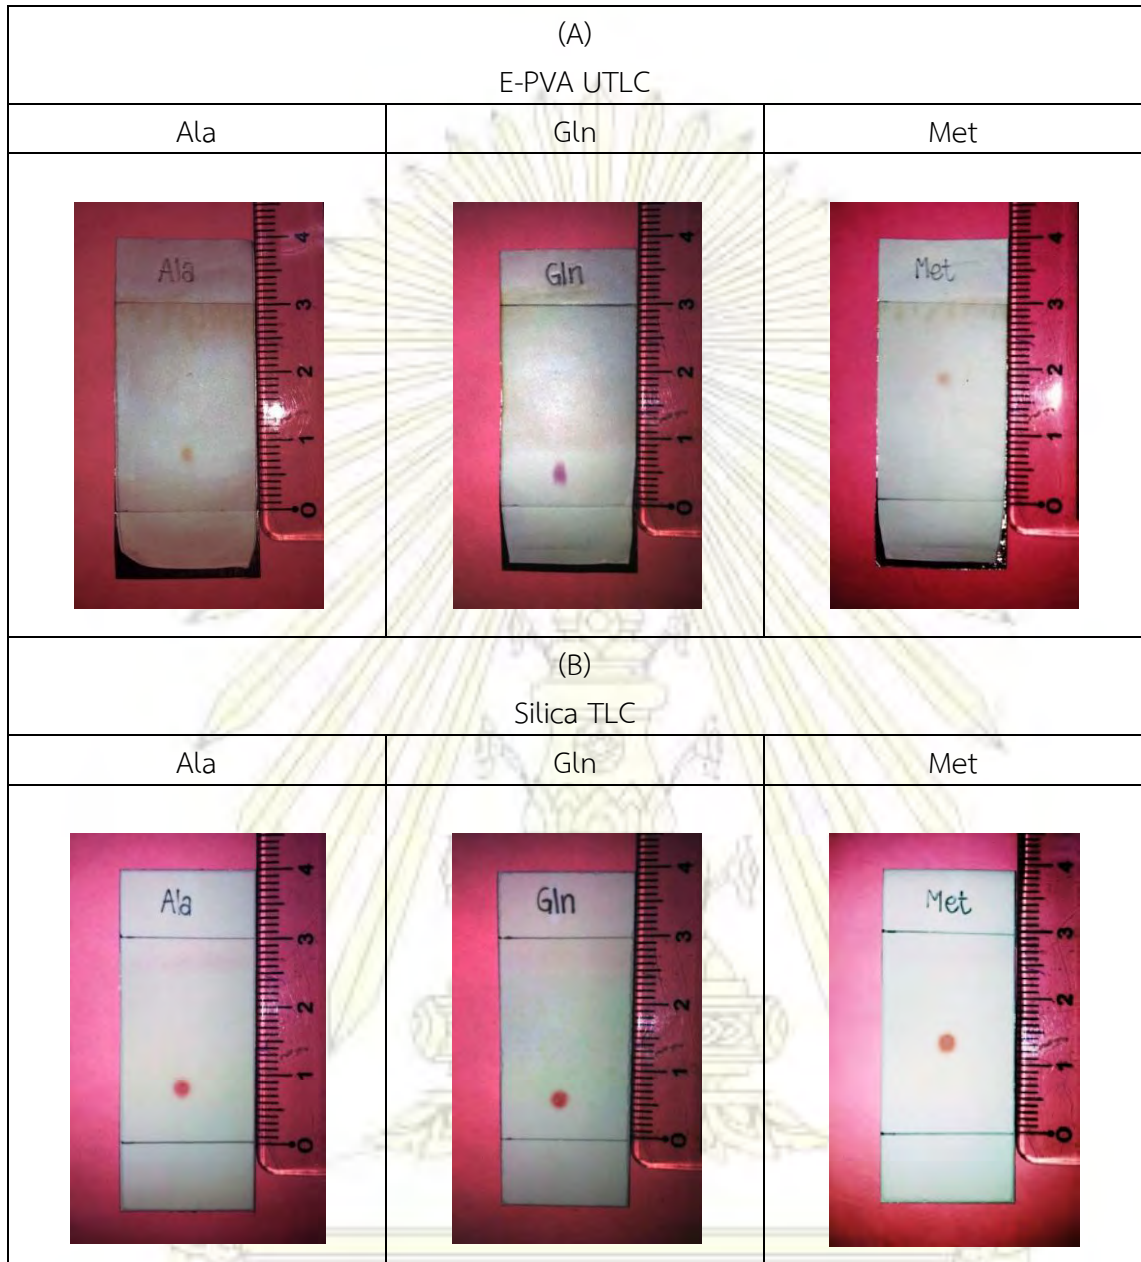 (A)
E-PVA UTLC
Ala Gln Met
Ala Gln Met
4 4 4
3 3 3
2 2 2
1 1 1
0 0 0
(B)
Silica TLC
Ala Gln Met
Ala Gln Met
4 4 4
3 3 3
2 2 2
1 1 1
0 0 0